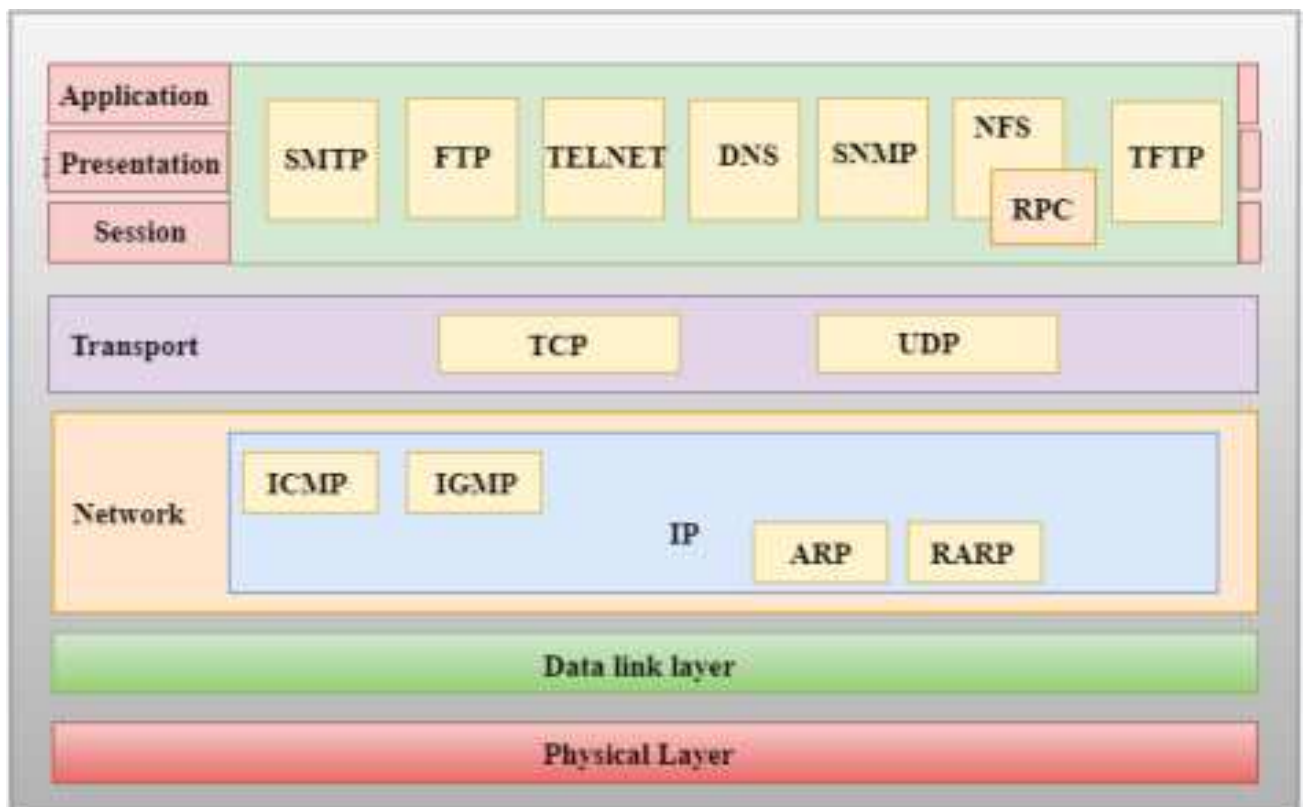 Application
Presentation
Session
SMTP
FTP
TELNET
DNS
SNMP
NFS
RPC
TFTP
Transport
TCP
UDP
Network
ICMP
IGMP
IP
ARP
RARP
Data link layer
Physical Layer